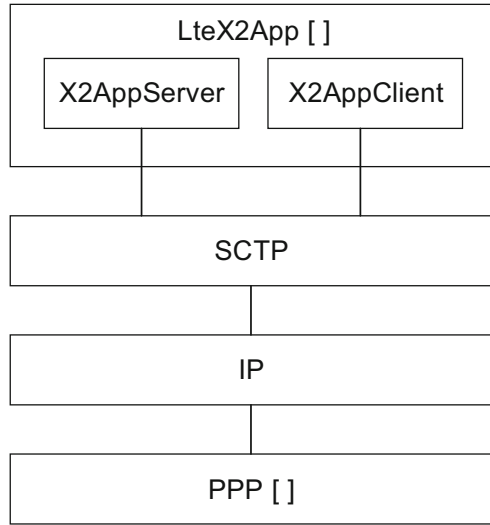 LteX2App [ ]
X2AppServer X2AppClient
SCTP
IP
PPP [ ]